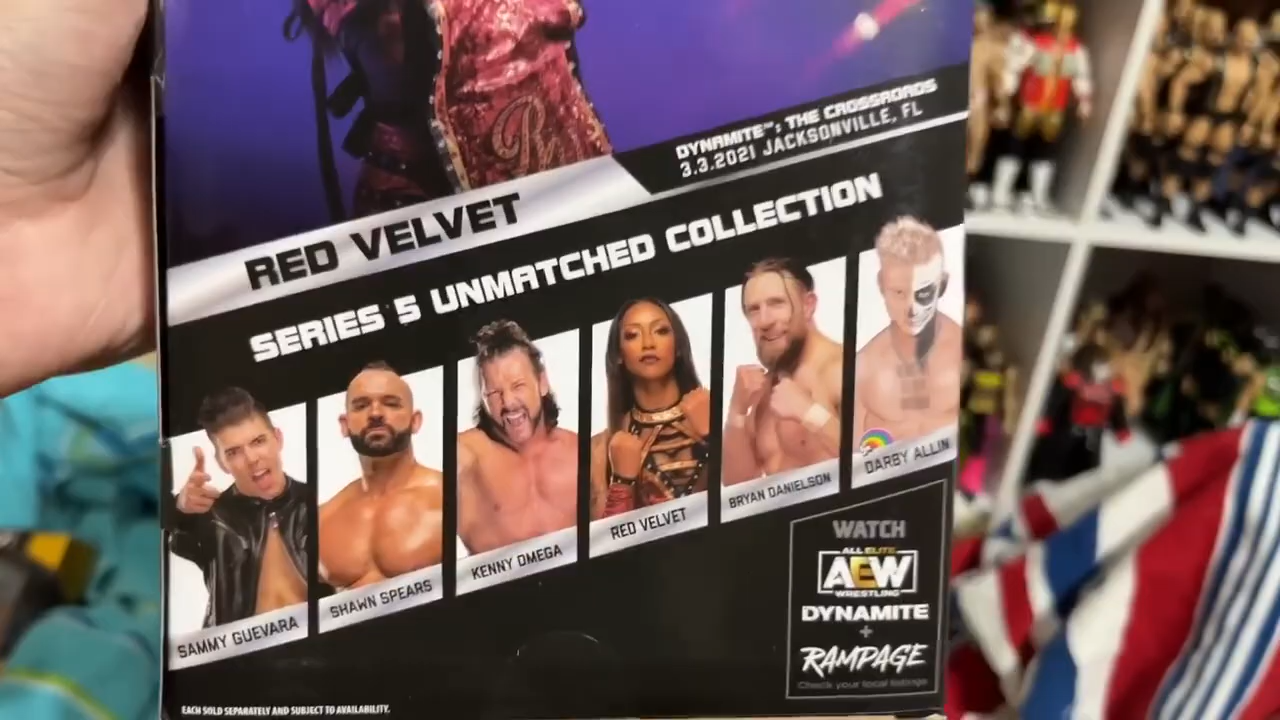 DYNAMITE™: THE CROSSROADS
3.3.2021 JACKSONVILLE, FL
RED VELVET
SERIES 5 UNMATCHED COLLECTION
SAMMY GUEVARA
SHAWN SPEARS
KENNY OMEGA
RED VELVET
BRYAN DANIELSON
DARBY ALLIN
WATCH
ALL ELITE
AEW
WRESTLING
DYNAMITE
+
RAMPAGE
Check your local listings
EACH SOLD SEPARATELY AND SUBJECT TO AVAILABILITY.